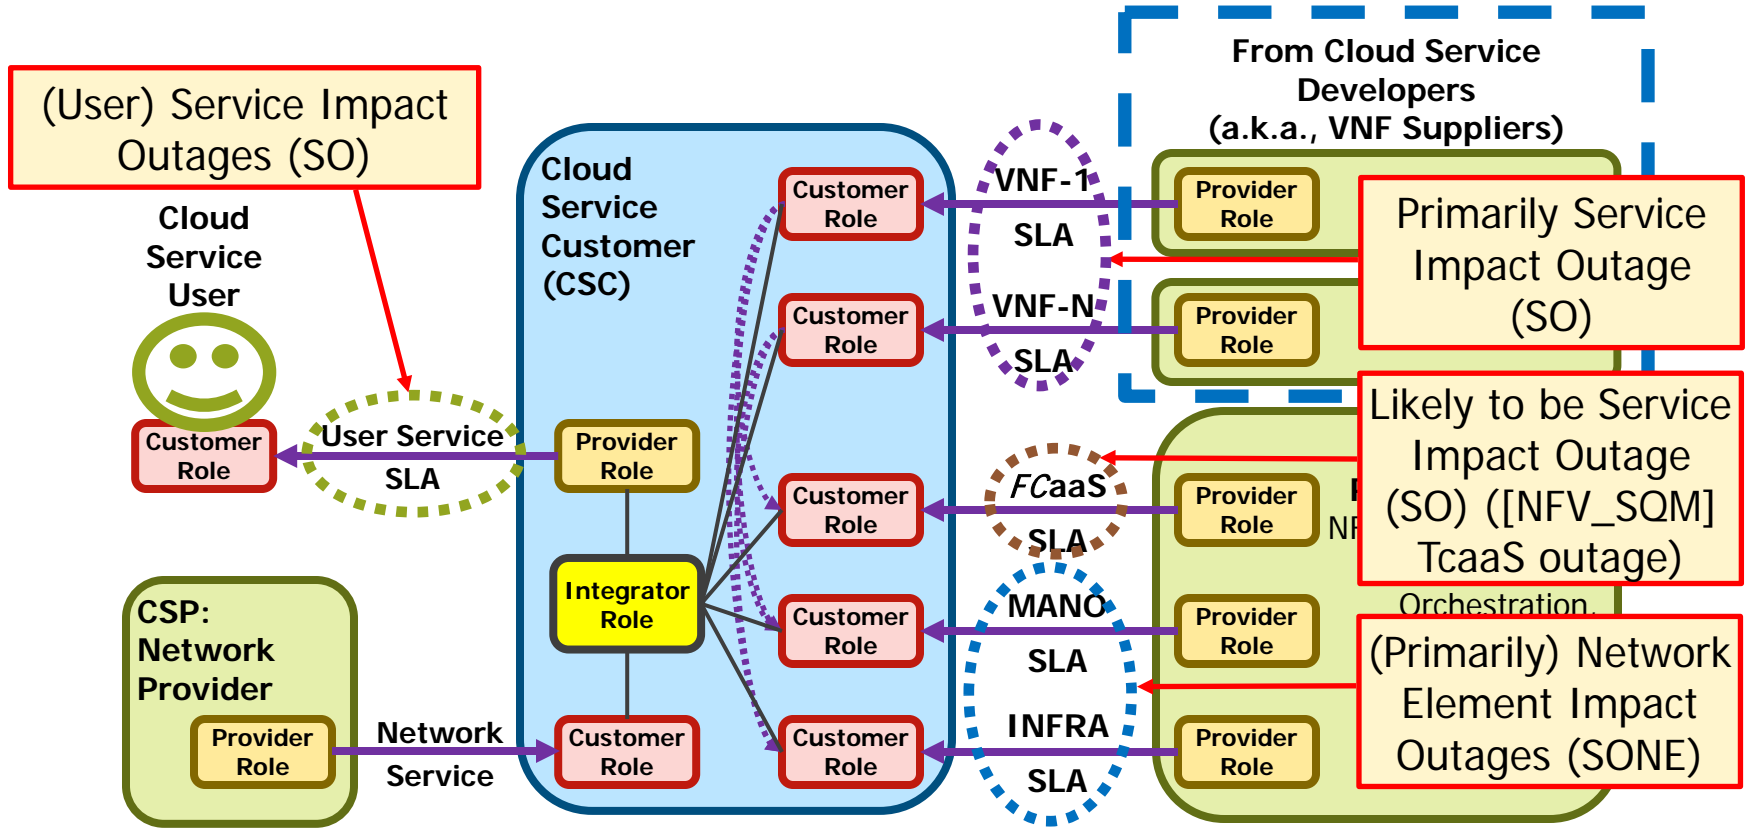 (User) Service Impact
Outages (SO)
Cloud
Service
User
Customer
Role
User Service
SLA
CSP:
Network
Provider
Provider
Role
Network
Service
Cloud
Service
Customer
(CSC)
Provider
Role
Integrator
Role
Customer
Role
Customer
Role
Customer
Role
Customer
Role
Customer
Role
Customer
Role
VNF-1
SLA
VNF-N
SLA
FCaaS
SLA
MANO
SLA
INFRA
SLA
From Cloud Service
Developers
(a.k.a., VNF Suppliers)
Provider
Role
Provider
Role
Provider
Role
Provider
Role
Provider
Role
Primarily Service
Impact Outage
(SO)
Likely to be Service
Impact Outage
(SO) ([NFV_SQM]
TcaaS outage)
Orchestration,
(Primarily) Network
Element Impact
Outages (SONE)